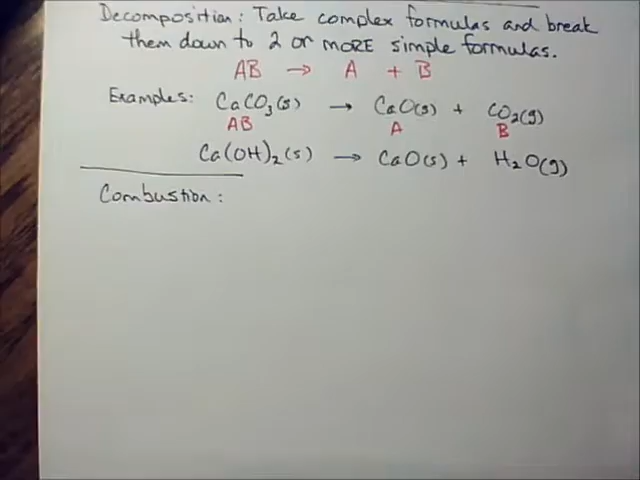 Decomposition: Take complex formulas and break
them down to 2 or MORE simple formulas.
AB → A + B
Examples: CaCO₃(s) → CaO(s) + CO₂(g)
AB A B
Ca(OH)₂(s) → CaO(s) + H₂O(g)
Combustion: